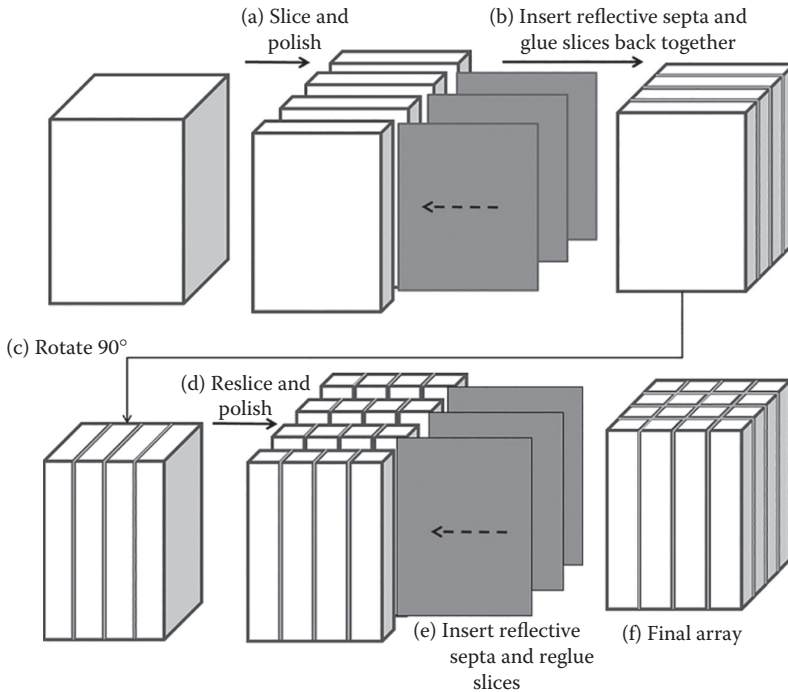 (a) Slice and
polish
(b) Insert reflective septa and
glue slices back together
(c) Rotate 90°
(d) Reslice and
polish
(e) Insert reflective
septa and reglue
slices
(f) Final array